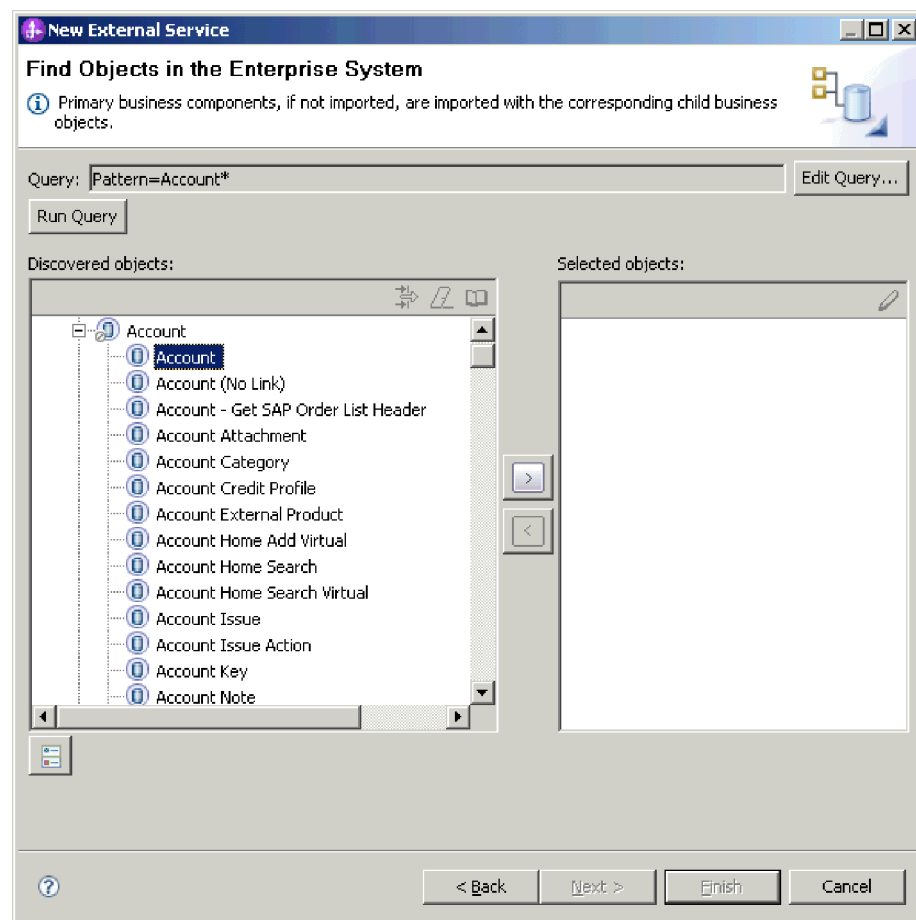 New External Service
Find Objects in the Enterprise System
Primary business components, if not imported, are imported with the corresponding child business
objects.
Query: Pattern=Account*
Edit Query...
Run Query
Discovered objects:
Selected objects:
Account
Account
Account (No Link)
Account - Get SAP Order List Header
Account Attachment
Account Category
Account Credit Profile
Account External Product
Account Home Add Virtual
Account Home Search
Account Home Search Virtual
Account Issue
Account Issue Action
Account Key
Account Note
< Back
Next >
Finish
Cancel